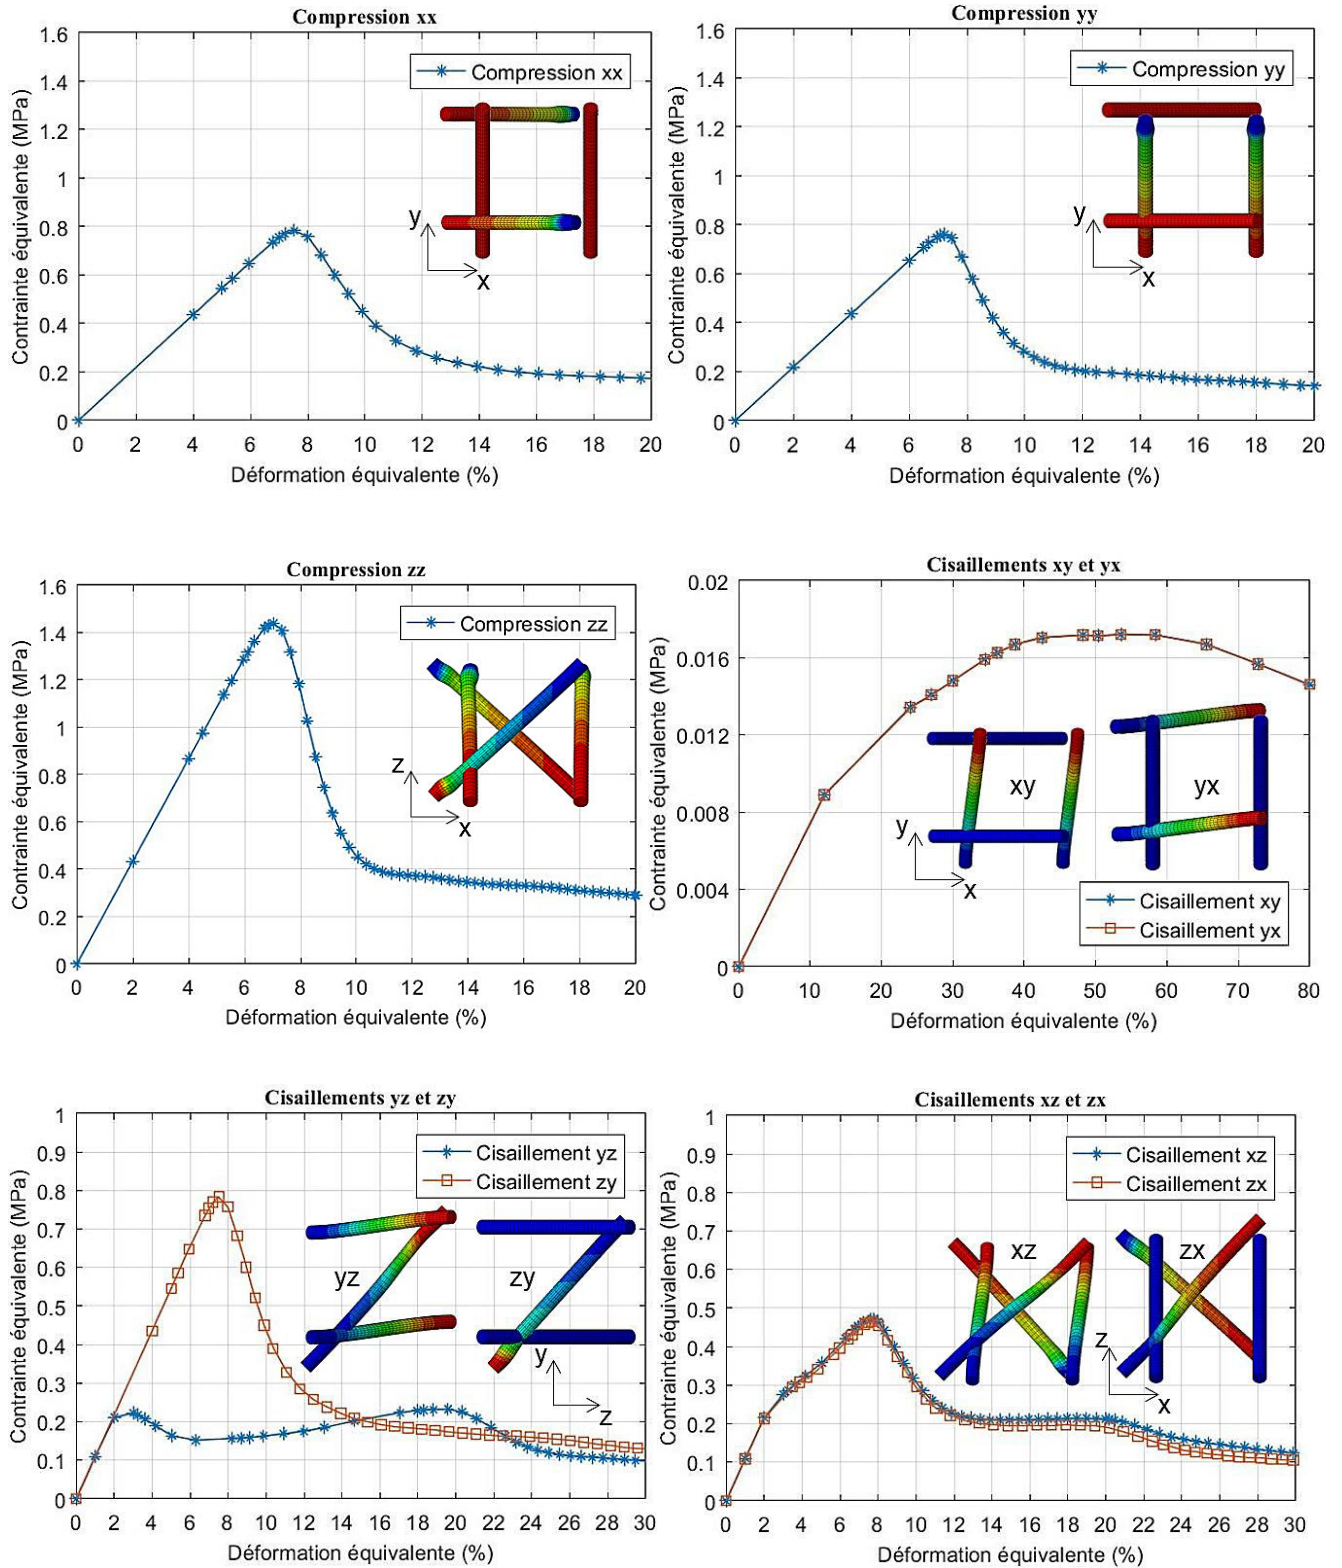 Compression xx
Contrainte équivalente (MPa)
1.6
1.4
1.2
1
0.8
0.6
0.4
0.2
0
Compression xx
y
x
0 2 4 6 8 10 12 14 16 18 20
Déformation équivalente (%)
Compression yy
Contrainte équivalente (MPa)
1.6
1.4
1.2
1
0.8
0.6
0.4
0.2
0
Compression yy
y
x
0 2 4 6 8 10 12 14 16 18 20
Déformation équivalente (%)
Compression zz
Contrainte équivalente (MPa)
1.6
1.4
1.2
1
0.8
0.6
0.4
0.2
0
Compression zz
z
x
0 2 4 6 8 10 12 14 16 18 20
Déformation équivalente (%)
Cisaillements xy et yx
Contrainte équivalente (MPa)
0.02
0.016
0.012
0.008
0.004
0
xy
yx
y
x
Cisaillement xy
Cisaillement yx
0 10 20 30 40 50 60 70 80
Déformation équivalente (%)
Cisaillements yz et zy
Contrainte équivalente (MPa)
1
0.9
0.8
0.7
0.6
0.5
0.4
0.3
0.2
0.1
0
Cisaillement yz
Cisaillement zy
yz
zy
y
z
0 2 4 6 8 10 12 14 16 18 20 22 24 26 28 30
Déformation équivalente (%)
Cisaillements xz et zx
Contrainte équivalente (MPa)
1
0.9
0.8
0.7
0.6
0.5
0.4
0.3
0.2
0.1
0
Cisaillement xz
Cisaillement zx
xz
zx
z
x
0 2 4 6 8 10 12 14 16 18 20 22 24 26 28 30
Déformation équivalente (%)